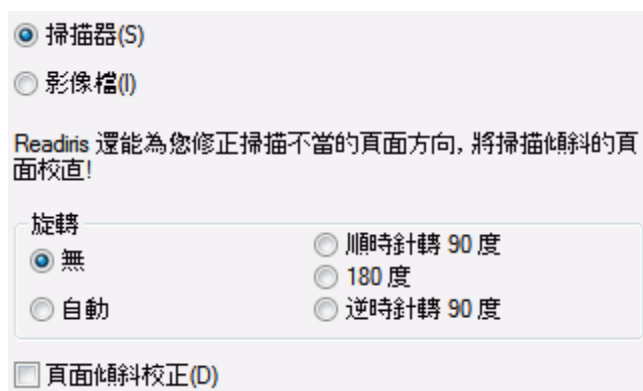 掃描器(S)
影像檔(I)
Readiris 還能為您修正掃描不當的頁面方向, 將掃描傾斜的頁
面校直!
旋轉
無
順時針轉 90 度
180 度
自動
逆時針轉 90 度
頁面傾斜校正(D)